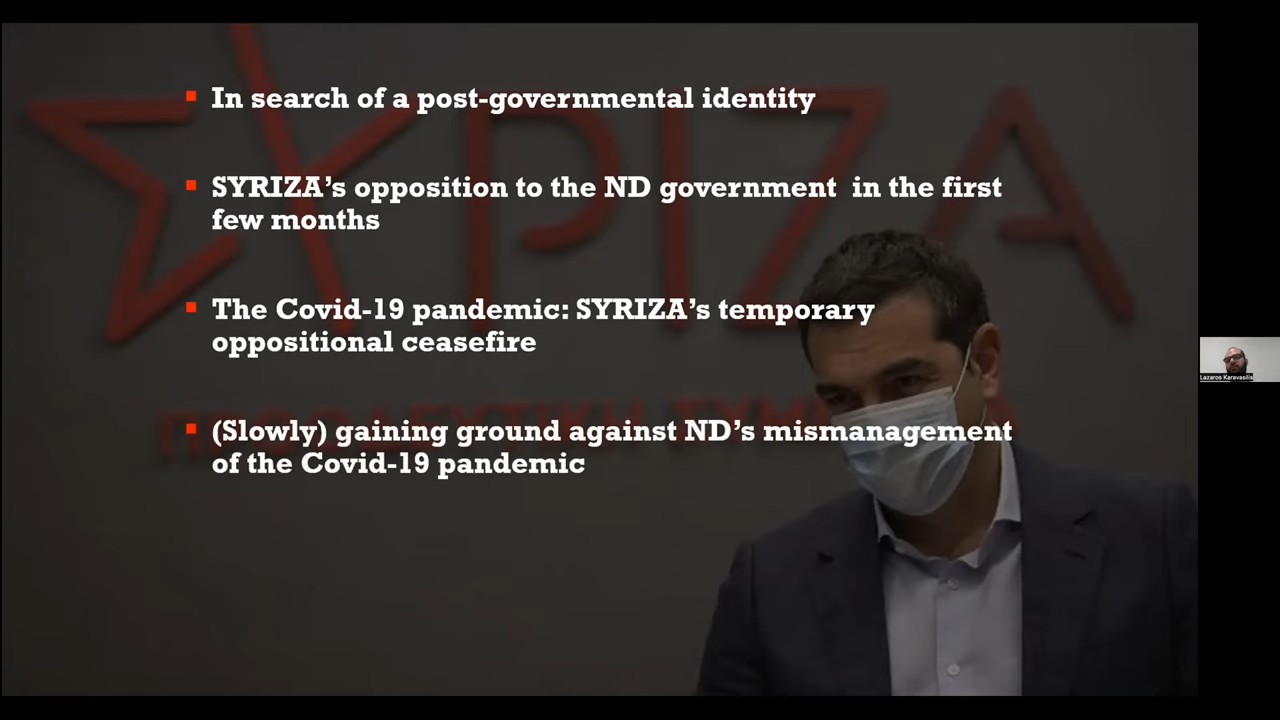 ΣΥΡΙΖΑ
In search of a post-governmental identity
SYRIZA’s opposition to the ND government in the first
few months
The Covid-19 pandemic: SYRIZA’s temporary
oppositional ceasefire
ΠΡΟΟΔΕΥΤΙΚΗ ΣΥΜΜ
(Slowly) gaining ground against ND’s mismanagement
of the Covid-19 pandemic
Lazaros Karavasilis